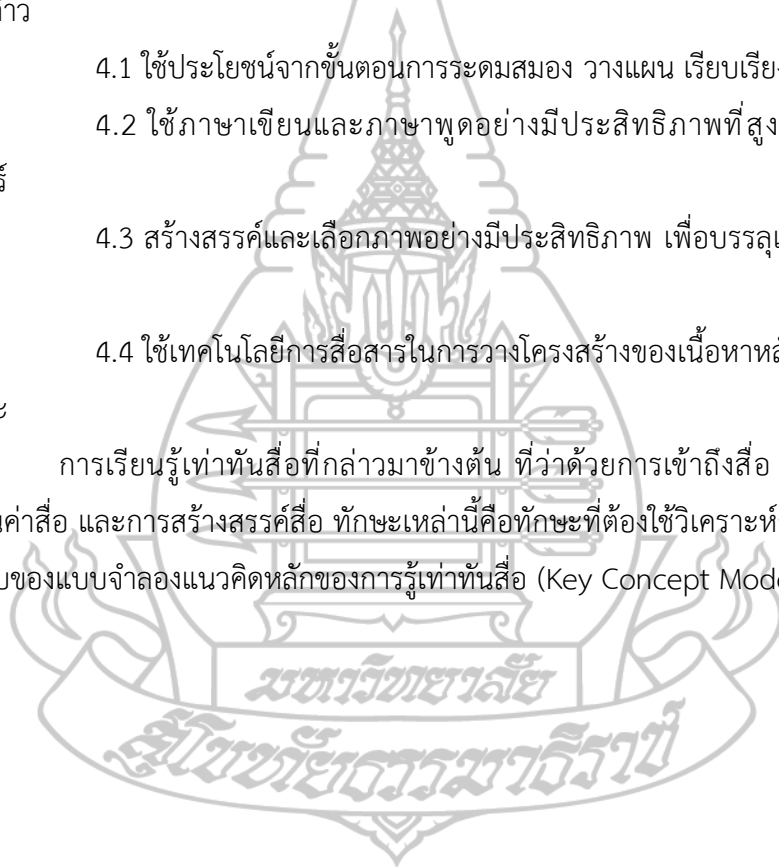 าว
4.1 ใช้ประโยชน์จากขั้นตอนการระดมสมอง วางแผน เรียบเรียง
4.2 ใช้ภาษาเขียนและภาษาพูดอย่างมีประสิทธิภาพที่สูง
ร์
4.3 สร้างสรรค์และเลือกภาพอย่างมีประสิทธิภาพ เพื่อบรรลุ
4.4 ใช้เทคโนโลยีการสื่อสารในการวางโครงสร้างของเนื้อหา
ะ
การเรียนรู้เท่าทันสื่อที่กล่าวมาข้างต้น ที่ว่าด้วยการเข้าถึงสื่อ
ค่าสื่อ และการสร้างสรรค์สื่อ ทักษะเหล่านี้คือทักษะที่ต้องใช้วิเคราะห์
ของแบบจำลองแนวคิดหลักของการรู้เท่าทันสื่อ (Key Concept Mode
มหาวิทยาลัย
สุโขทัยธรรมาธิราช